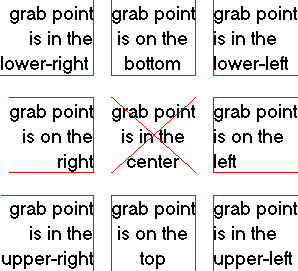 grab point
is in the
lower-right
grab point
is on the
bottom
grab point
is in the
lower-left
grab point
is on the
right
grab point
is in the
center
grab point
is on the
left
grab point
is in the
upper-right
grab point
is on the
top
grab point
is in the
upper-left